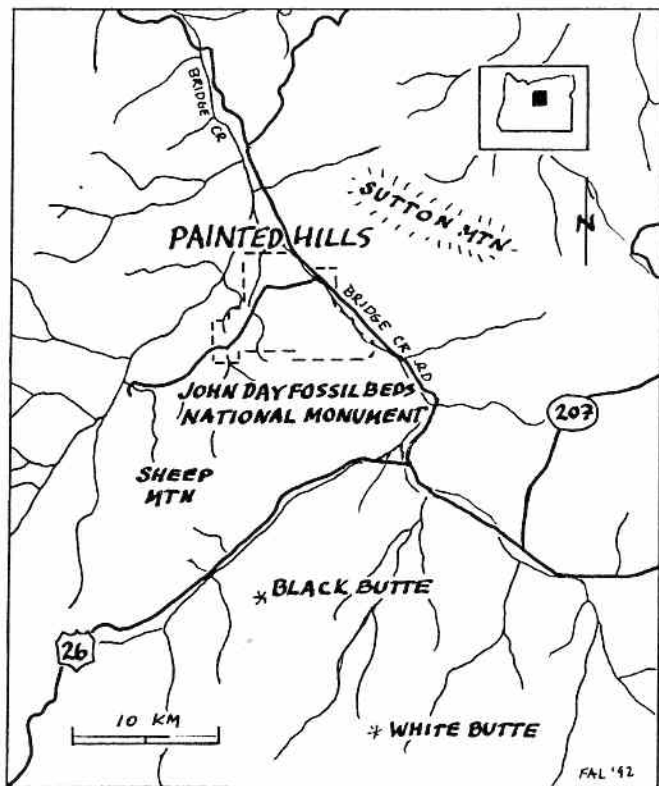 BRIDGE CR
SUTTON MTN
N
PAINTED HILLS
BRIDGE CR RD
JOHN DAY FOSSIL BEDS
NATIONAL MONUMENT
207
SHEEP
MTN
BLACK BUTTE
26
10 KM
WHITE BUTTE
FAL '92